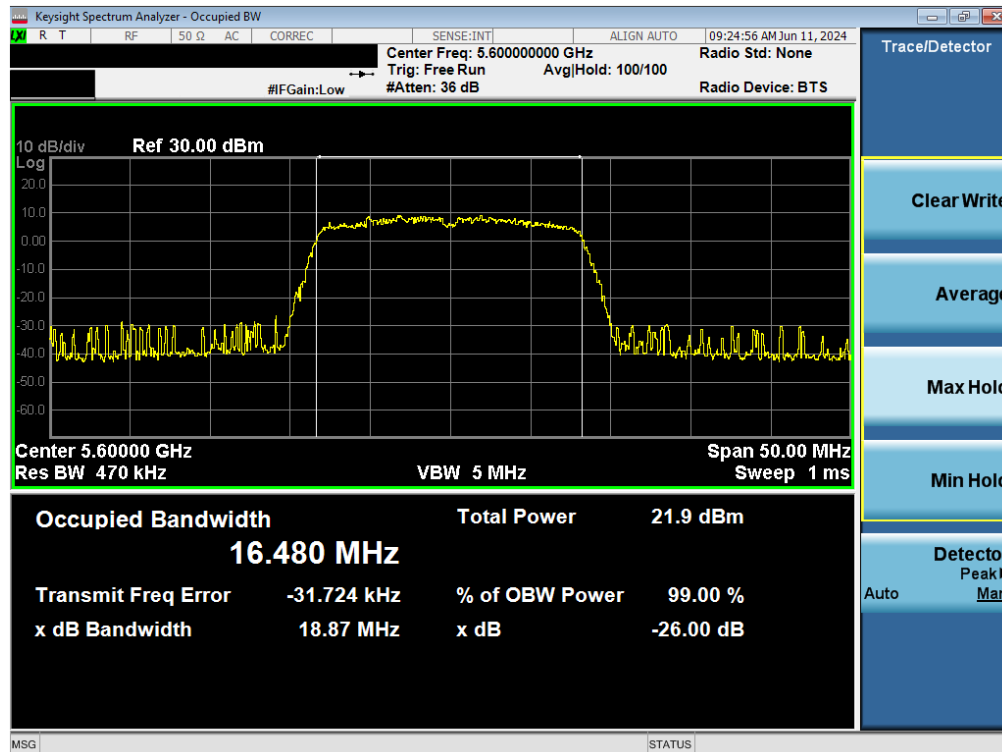 Keysight Spectrum Analyzer - Occupied BW
LXI R T RF 50 Ω AC CORREC SENSE:INT ALIGN AUTO 09:24:56 AM Jun 11, 2024
Center Freq: 5.600000000 GHz Radio Std: None
Trig: Free Run Avg|Hold: 100/100
#IFGain:Low #Atten: 36 dB Radio Device: BTS
10 dB/div Ref 30.00 dBm
Log
20.0
10.0
0.00
-10.0
-20.0
-30.0
-40.0
-50.0
-60.0
Center 5.60000 GHz Span 50.00 MHz
Res BW 470 kHz VBW 5 MHz Sweep 1 ms
Occupied Bandwidth Total Power 21.9 dBm
16.480 MHz
Transmit Freq Error -31.724 kHz % of OBW Power 99.00 %
x dB Bandwidth 18.87 MHz x dB -26.00 dB
MSG STATUS
Trace/Detector
Clear Write
Average
Max Hold
Min Hold
Detector
Peak
Auto Man